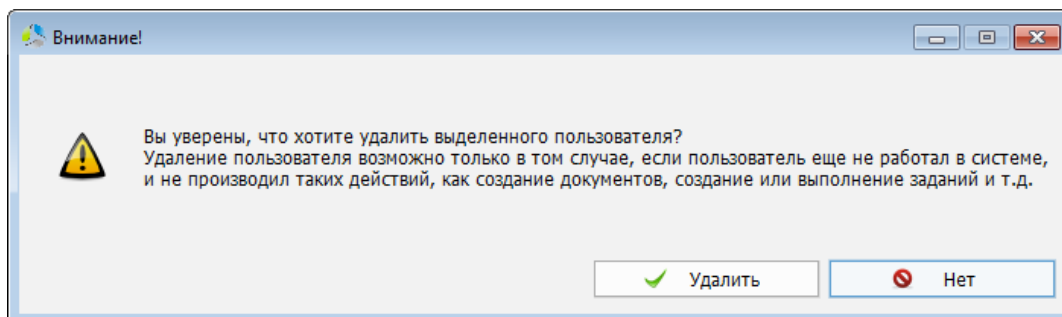 Внимание!
Вы уверены, что хотите удалить выделенного пользователя?
Удаление пользователя возможно только в том случае, если пользователь еще не работал в системе,
и не производил таких действий, как создание документов, создание или выполнение заданий и т.д.
Удалить
Нет